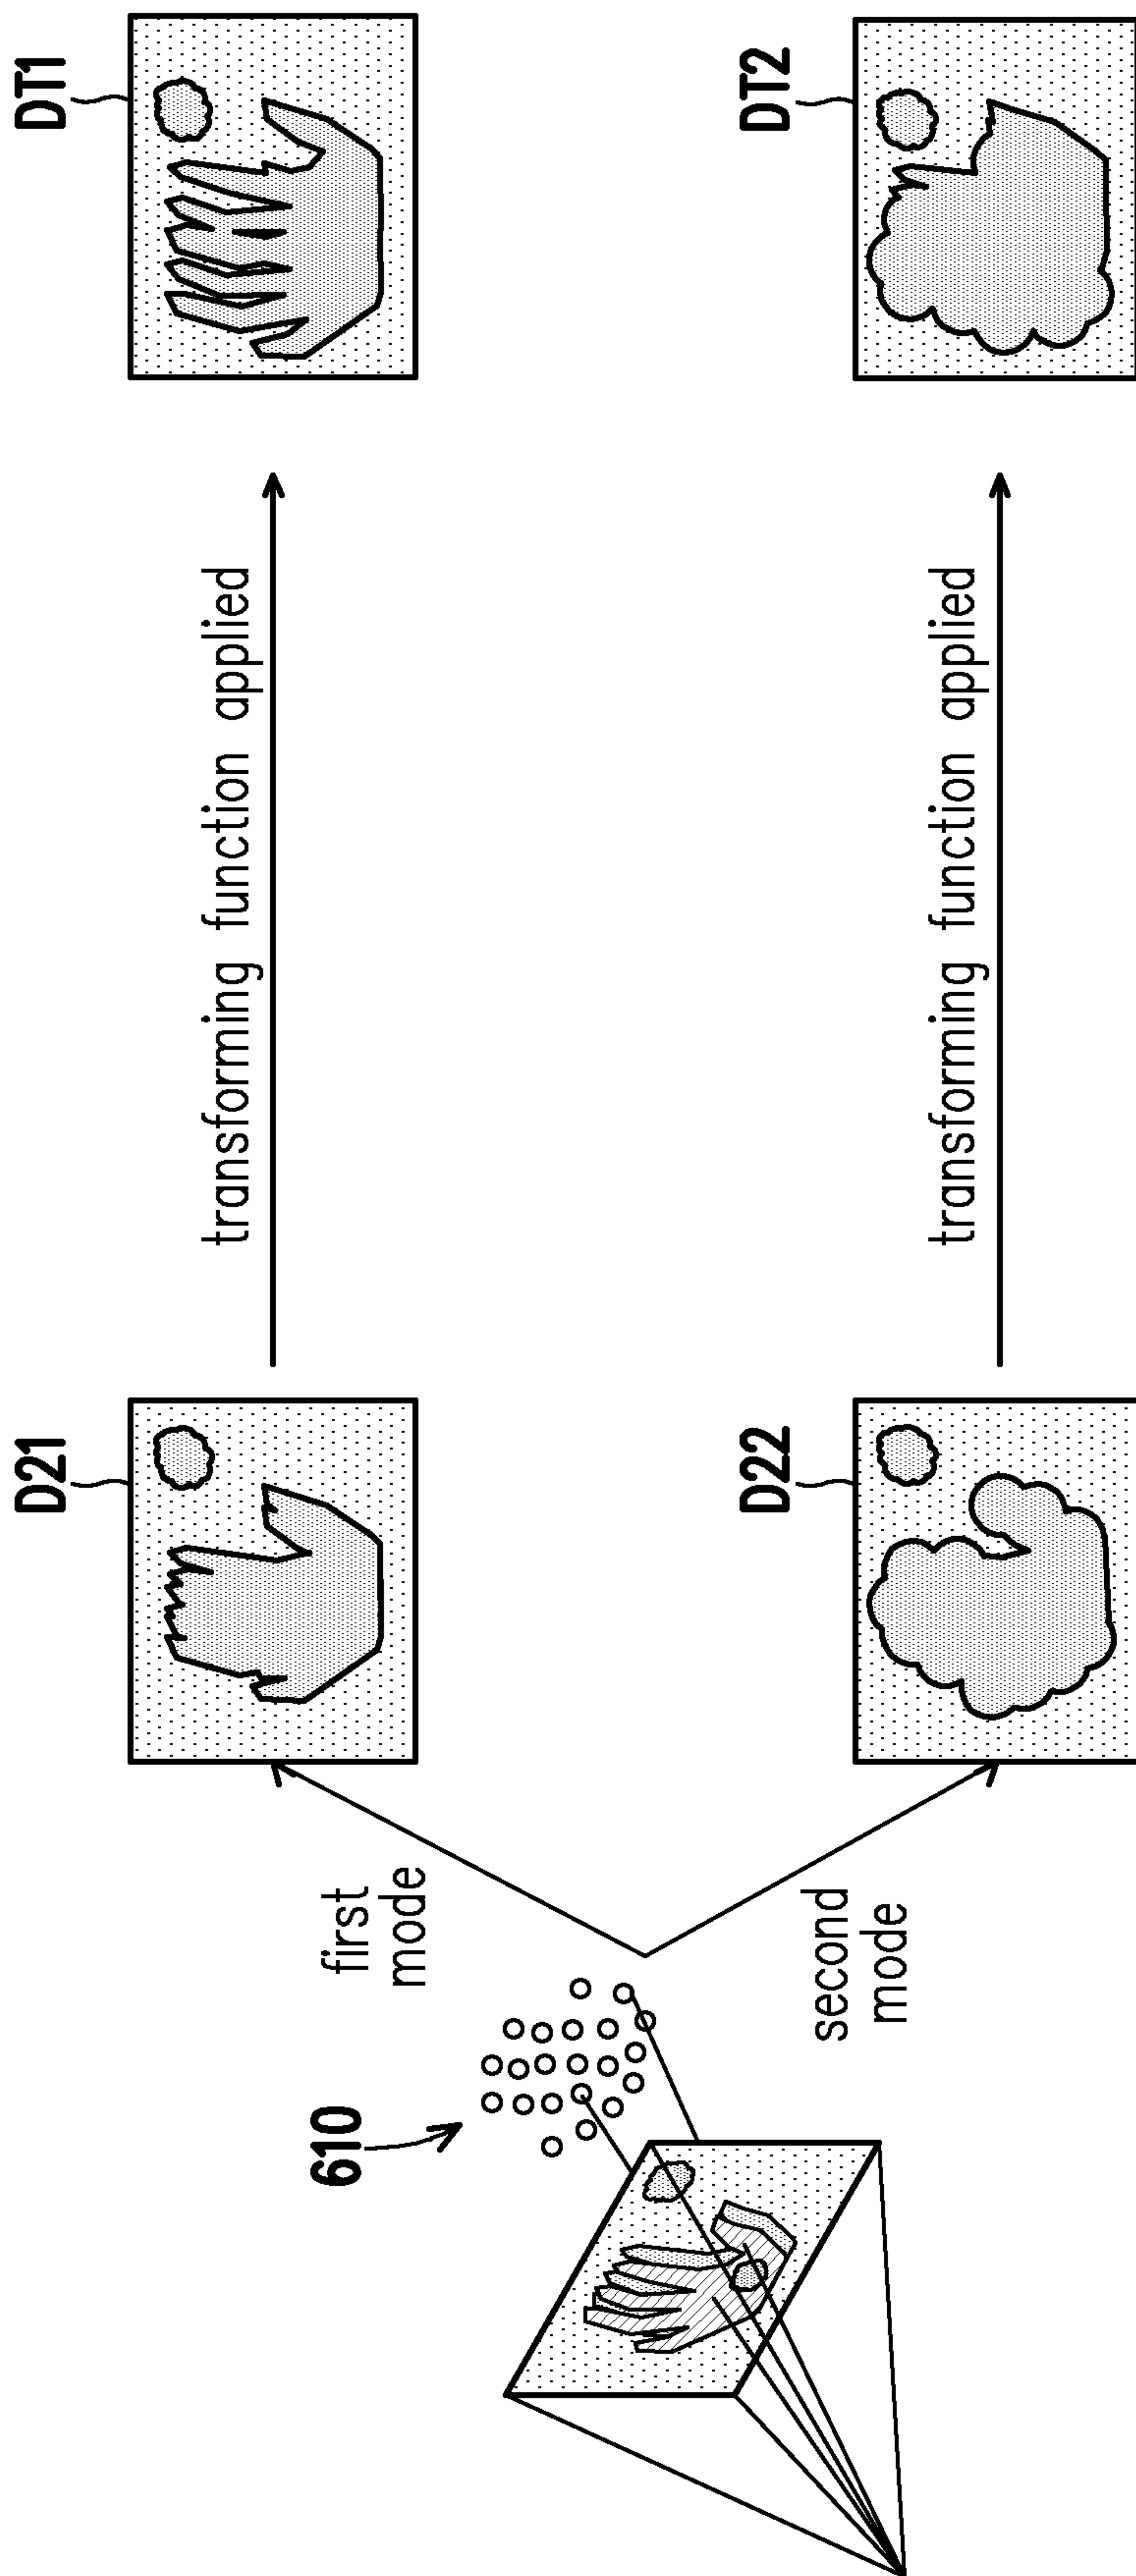 610
first
mode
second
mode
D21
transforming function applied
DT1
D22
transforming function applied
DT2